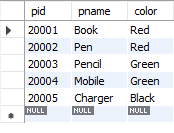 pid pname color
20001 Book Red
20002 Pen Red
20003 Pencil Green
20004 Mobile Green
20005 Charger Black
NULL NULL NULL